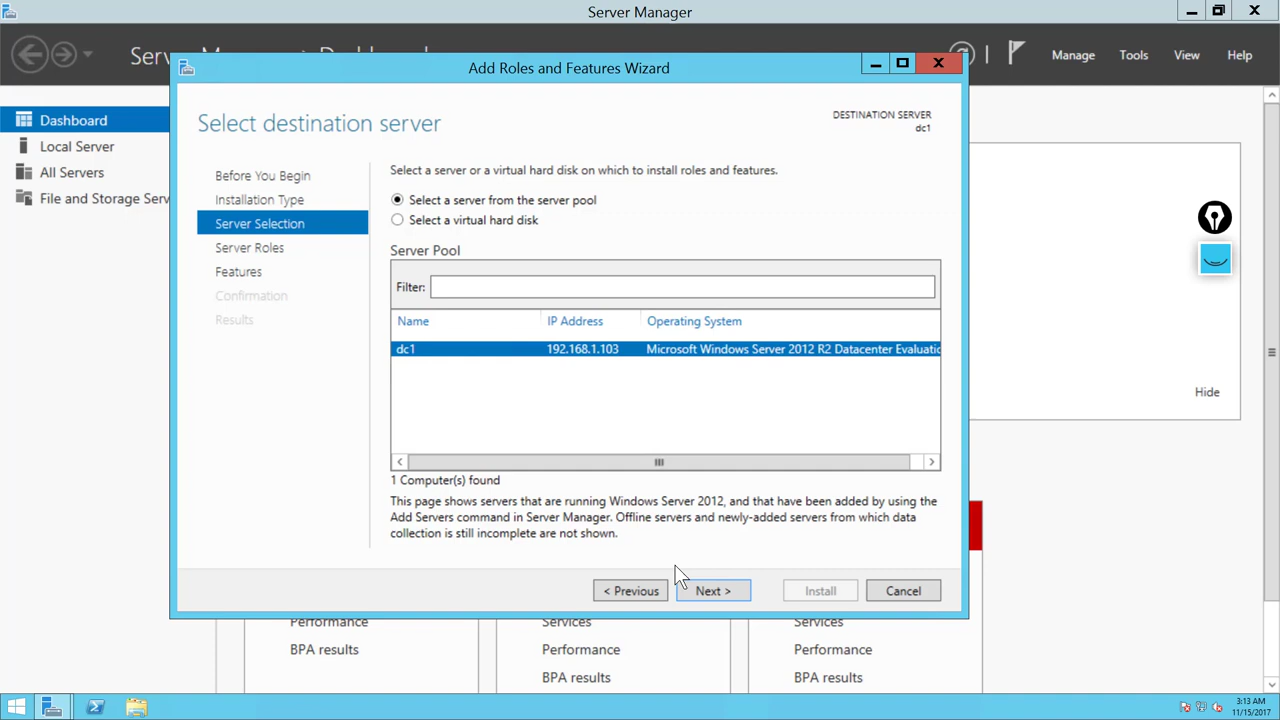 Server Manager
Manage
Tools
View
Help
Add Roles and Features Wizard
Dashboard
Local Server
All Servers
File and Storage Serv
Select destination server
DESTINATION SERVER
dc1
Before You Begin
Installation Type
Server Selection
Server Roles
Features
Confirmation
Results
Select a server or a virtual hard disk on which to install roles and features.
Select a server from the server pool
Select a virtual hard disk
Server Pool
Filter:
Name IP Address Operating System
dc1 192.168.1.103 Microsoft Windows Server 2012 R2 Datacenter Evaluatio
1 Computer(s) found
This page shows servers that are running Windows Server 2012, and that have been added by using the
Add Servers command in Server Manager. Offline servers and newly-added servers from which data
collection is still incomplete are not shown.
< Previous
Next >
Install
Cancel
Hide
Performance
BPA results
Services
Performance
BPA results
Services
Performance
BPA results
3:13 AM
11/15/2017